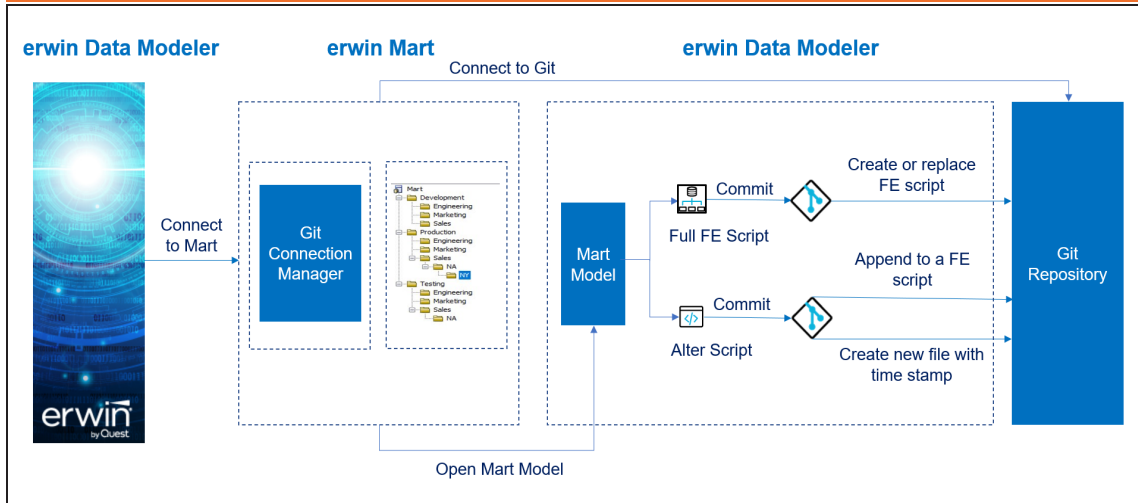 erwin Data Modeler
erwin Mart
erwin Data Modeler
Connect to Git
Connect
to Mart
Git
Connection
Manager
Mart
Development
Engineering
Marketing
Sales
Production
Engineering
Marketing
Sales
NA
NY
Testing
Engineering
Marketing
Sales
NA
Mart
Model
Commit
Full FE Script
Create or replace
FE script
Commit
Alter Script
Append to a FE
script
Create new file with
time stamp
Git
Repository
Open Mart Model
erwin
by Quest